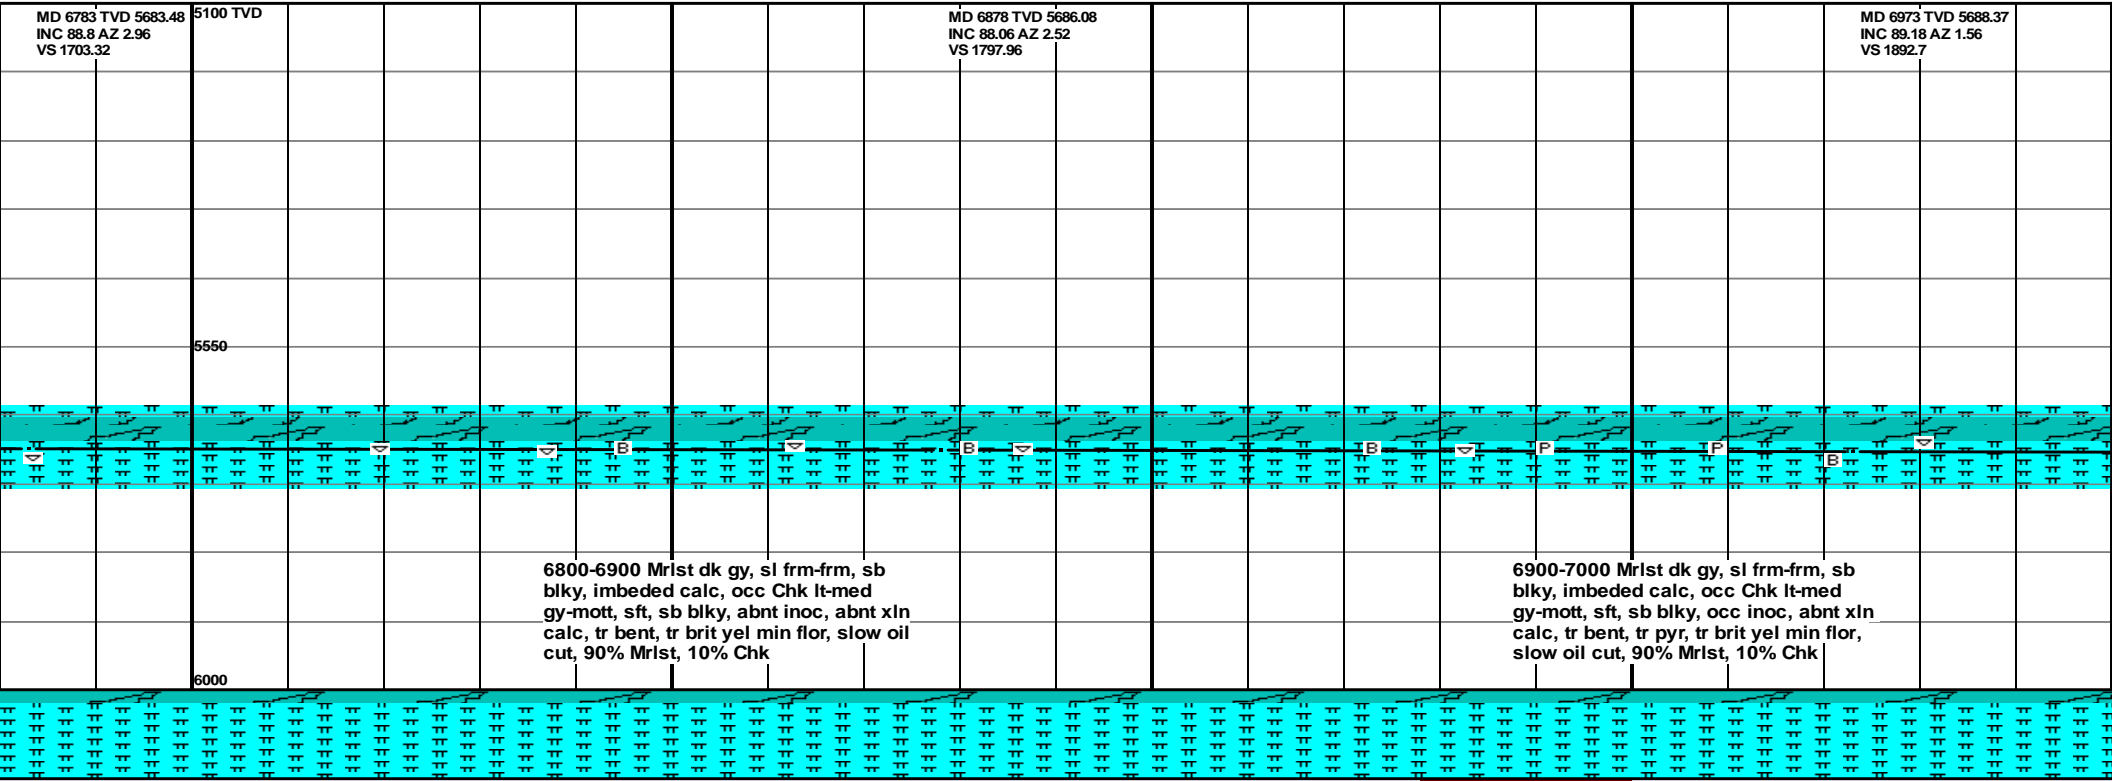 MD 6783 TVD 5683.48
INC 88.8 AZ 2.96
VS 1703.32
5100 TVD
MD 6878 TVD 5686.08
INC 88.06 AZ 2.52
VS 1797.96
MD 6973 TVD 5688.37
INC 89.18 AZ 1.56
VS 1892.7
5550
B
B
B
P
P
B
6800-6900 Mrlst dk gy, sl frm-frm, sb
blky, imbeded calc, occ Chk lt-med
gy-mott, sft, sb blky, abnt inoc, abnt xln
calc, tr bent, tr brit yel min flor, slow oil
cut, 90% Mrlst, 10% Chk
6900-7000 Mrlst dk gy, sl frm-frm, sb
blky, imbeded calc, occ Chk lt-med
gy-mott, sft, sb blky, occ inoc, abnt xln
calc, tr bent, tr pyr, tr brit yel min flor,
slow oil cut, 90% Mrlst, 10% Chk
6000